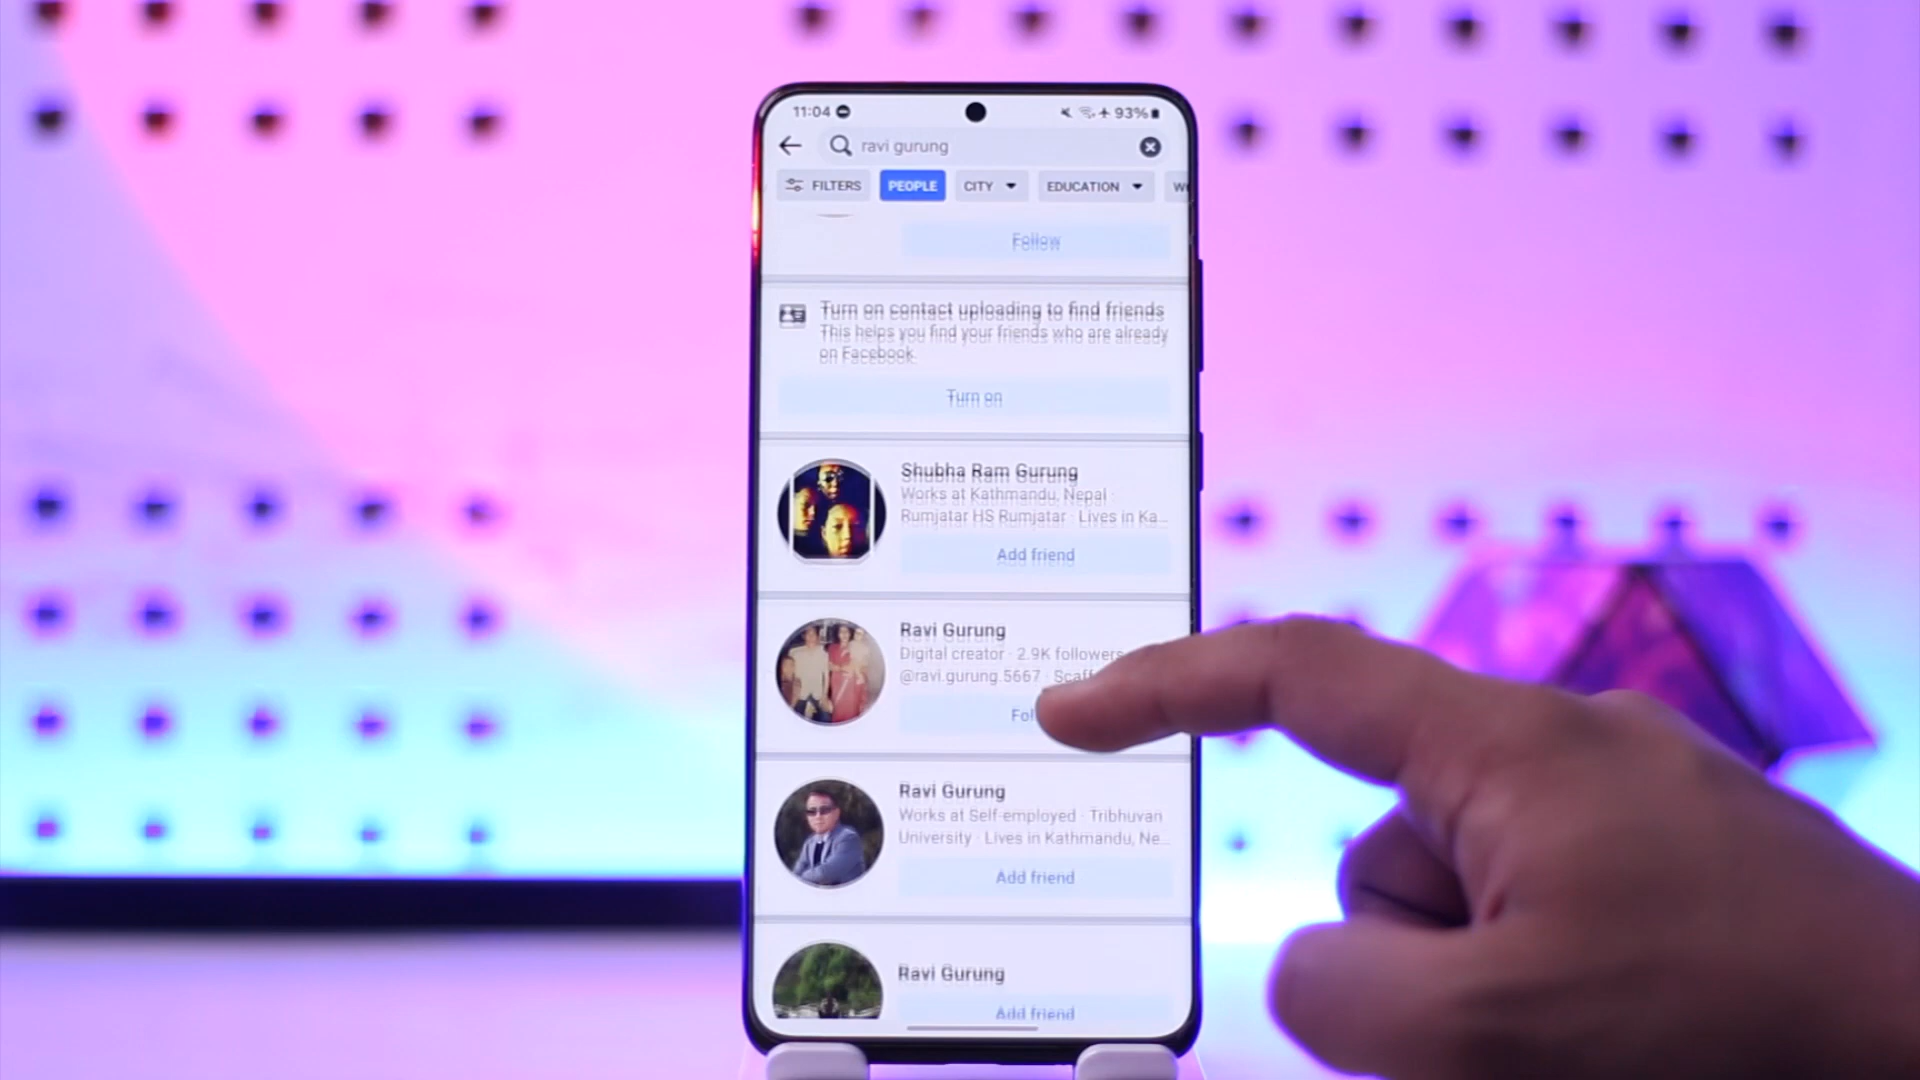 11:04 93%
ravi gurung
FILTERS PEOPLE CITY EDUCATION
Follow
Turn on contact uploading to find friends
This helps you find your friends who are already
on Facebook.
Turn on
Shubha Ram Gurung
Works at Kathmandu, Nepal ·
Rumjatar HS Rumjatar · Lives in Ka...
Add friend
Ravi Gurung
Digital creator · 2.9K followers
@ravi.gurung.5667 ·
Ravi Gurung
Works at Self-employed · Tribhuvan
University · Lives in Kathmandu, Ne...
Add friend
Ravi Gurung
Add friend